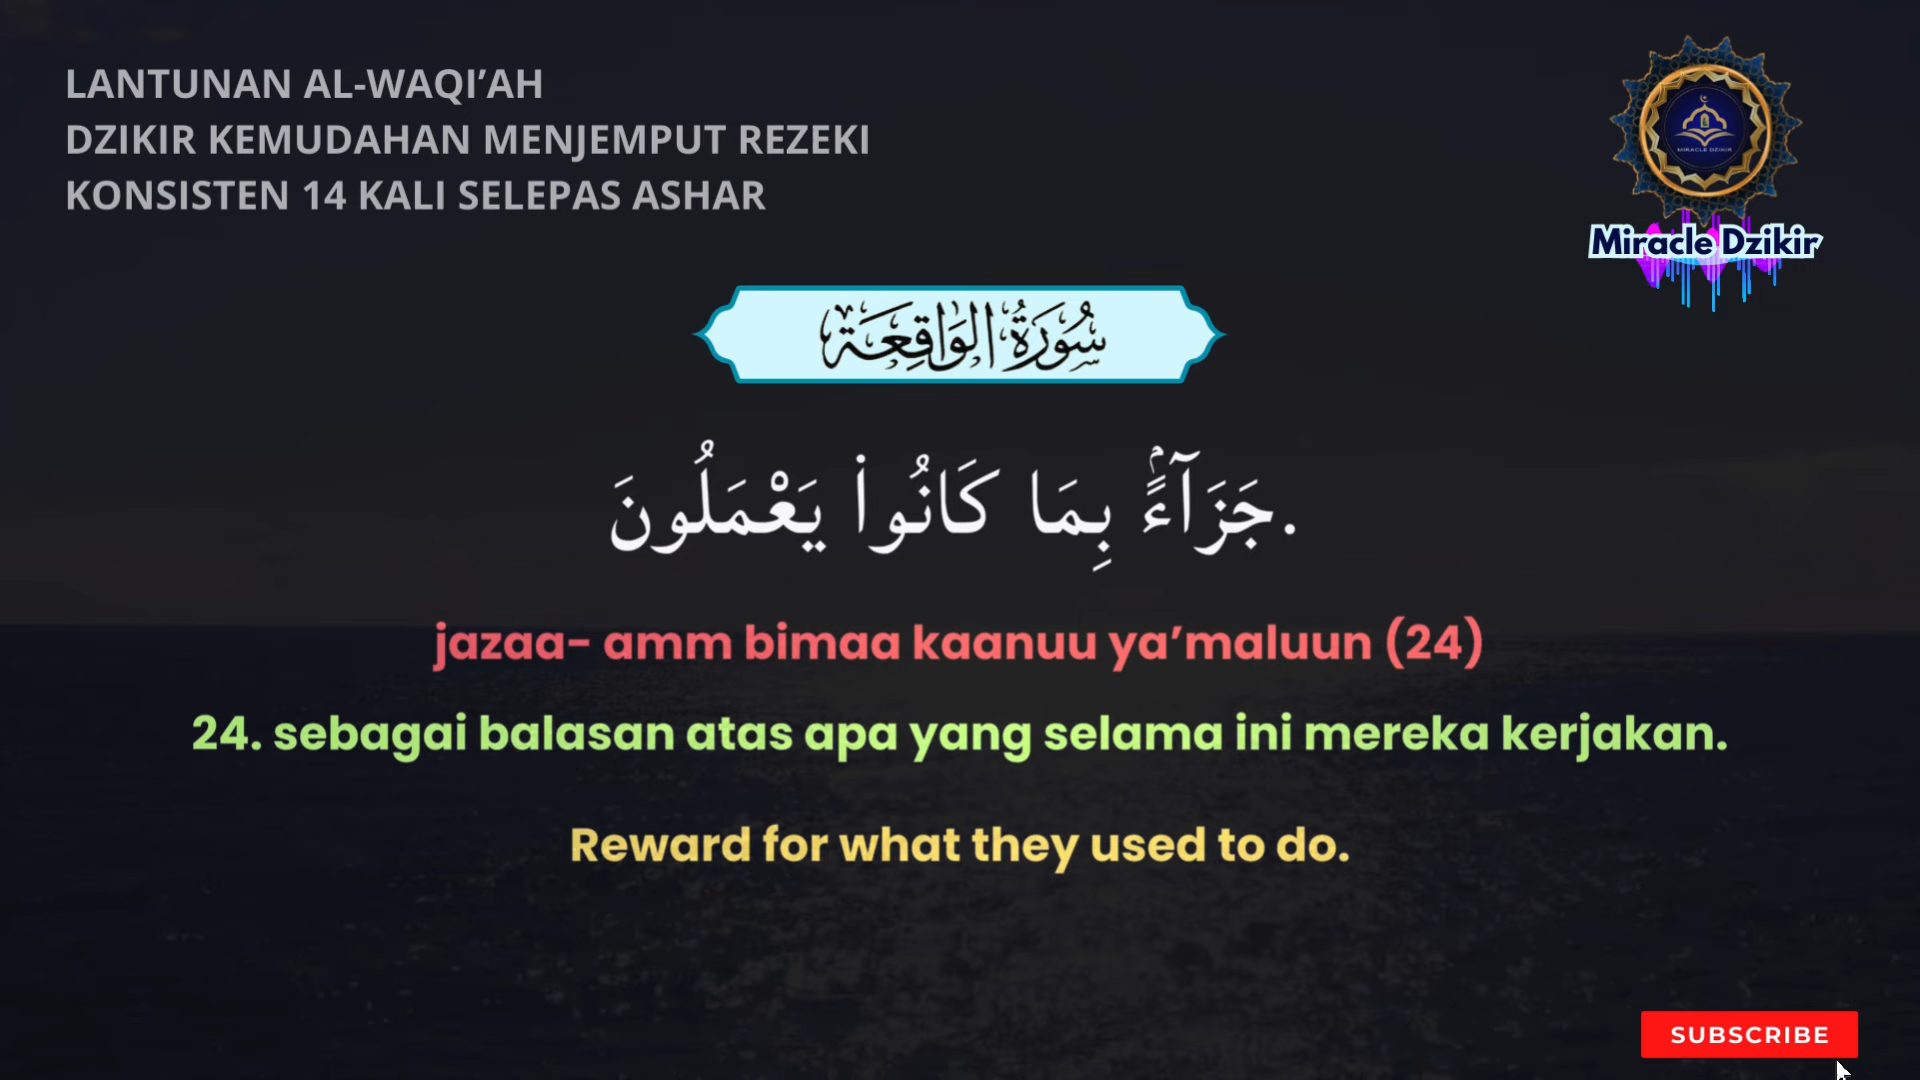 LANTUNAN AL-WAQI’AH
DZIKIR KEMUDAHAN MENJEMPUT REZEKI
KONSISTEN 14 KALI SELEPAS ASHAR
MIRACLE DZIKIR
Miracle Dzikir
سُورَةُ الوَاقِعَة
جَزَآءًۢ بِمَا كَانُوا۟ يَعْمَلُونَ.
jazaa- amm bimaa kaanuu ya’maluun (24)
24. sebagai balasan atas apa yang selama ini mereka kerjakan.
Reward for what they used to do.
SUBSCRIBE